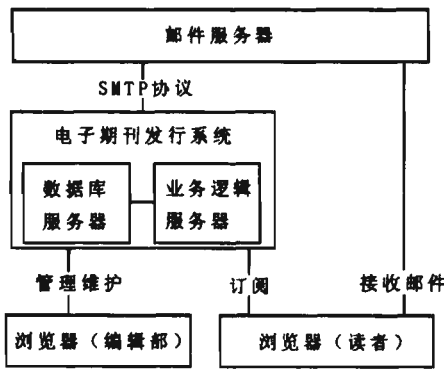 邮件服务器
SMTP协议
电子期刊发行系统
数据库 业务逻辑
服务器 服务器
管理维护 订阅 接收邮件
浏览器（编辑部） 浏览器（读者）